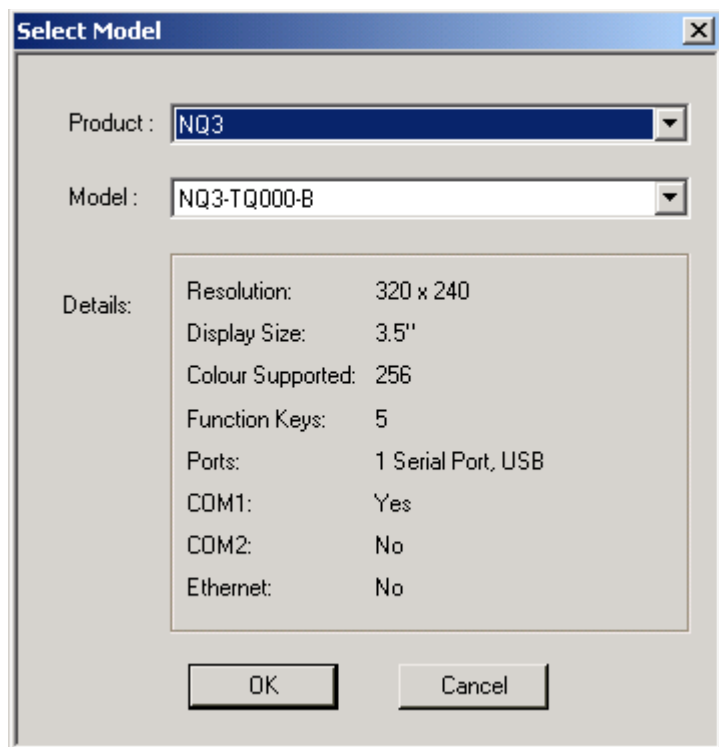 Select Model
Product : NQ3
Model : NQ3-TQ000-B
Details:
Resolution: 320 x 240
Display Size: 3.5"
Colour Supported: 256
Function Keys: 5
Ports: 1 Serial Port, USB
COM1: Yes
COM2: No
Ethernet: No
OK Cancel